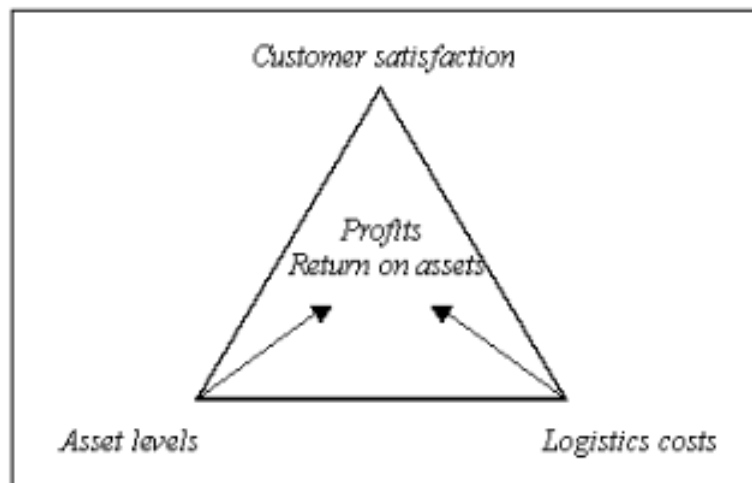 Customer satisfaction
Profits
Return on assets
Asset levels
Logistics costs